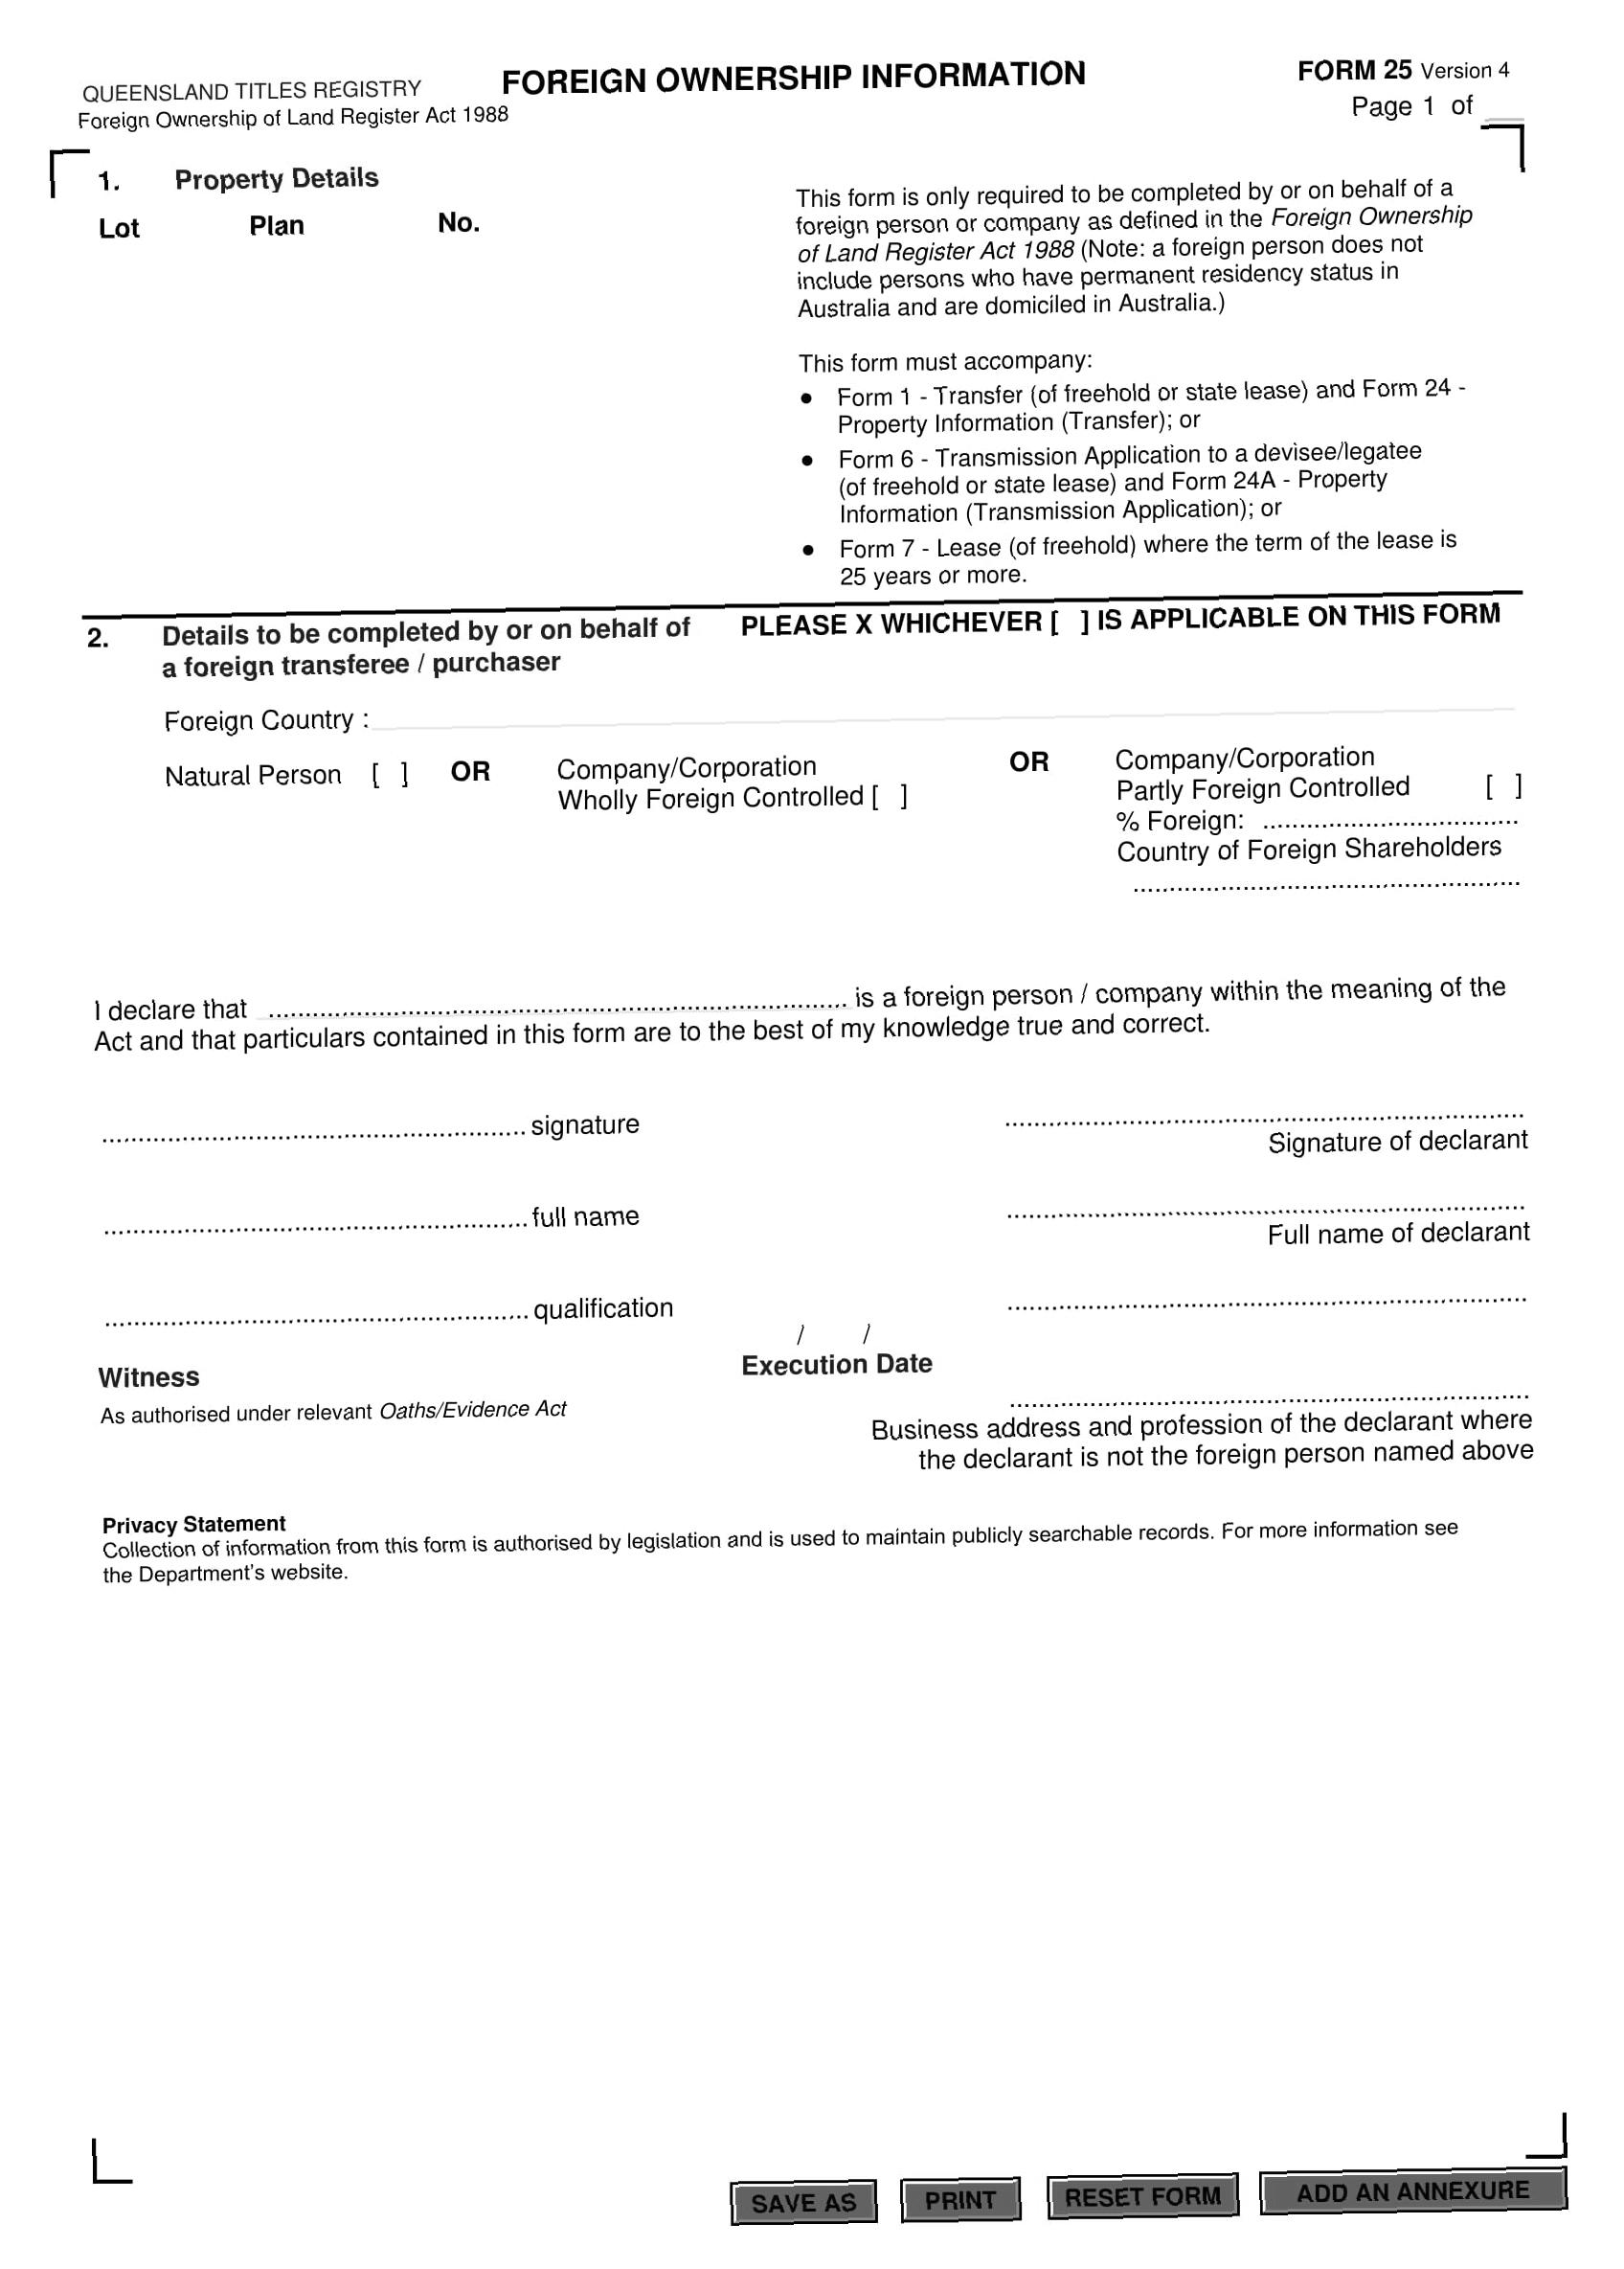 QUEENSLAND TITLES REGISTRY FOREIGN OWNERSHIP INFORMATION FORM 25 Version 4
Foreign Ownership of Land Register Act 1988 Page 1 of
1. Property Details
Lot Plan No.
This form is only required to be completed by or on behalf of a
foreign person or company as defined in the Foreign Ownership
of Land Register Act 1988 (Note: a foreign person does not
include persons who have permanent residency status in
Australia and are domiciled in Australia.)
This form must accompany:
● Form 1 - Transfer (of freehold or state lease) and Form 24 -
Property Information (Transfer); or
● Form 6 - Transmission Application to a devisee/legatee
(of freehold or state lease) and Form 24A - Property
Information (Transmission Application); or
● Form 7 - Lease (of freehold) where the term of the lease is
25 years or more.
2. Details to be completed by or on behalf of PLEASE X WHICHEVER [ ] IS APPLICABLE ON THIS FORM
a foreign transferee / purchaser
Foreign Country :
Natural Person [ ] OR Company/Corporation OR Company/Corporation
Wholly Foreign Controlled [ ] Partly Foreign Controlled [ ]
% Foreign: ...................................
Country of Foreign Shareholders
.....................................................
I declare that ................................................................................ is a foreign person / company within the meaning of the
Act and that particulars contained in this form are to the best of my knowledge true and correct.
.......................................................... signature .......................................................................
Signature of declarant
.......................................................... full name .......................................................................
Full name of declarant
.......................................................... qualification .......................................................................
/ /
Witness Execution Date
As authorised under relevant Oaths/Evidence Act .......................................................................
Business address and profession of the declarant where
the declarant is not the foreign person named above
Privacy Statement
Collection of information from this form is authorised by legislation and is used to maintain publicly searchable records. For more information see
the Department's website.
SAVE AS PRINT RESET FORM ADD AN ANNEXURE